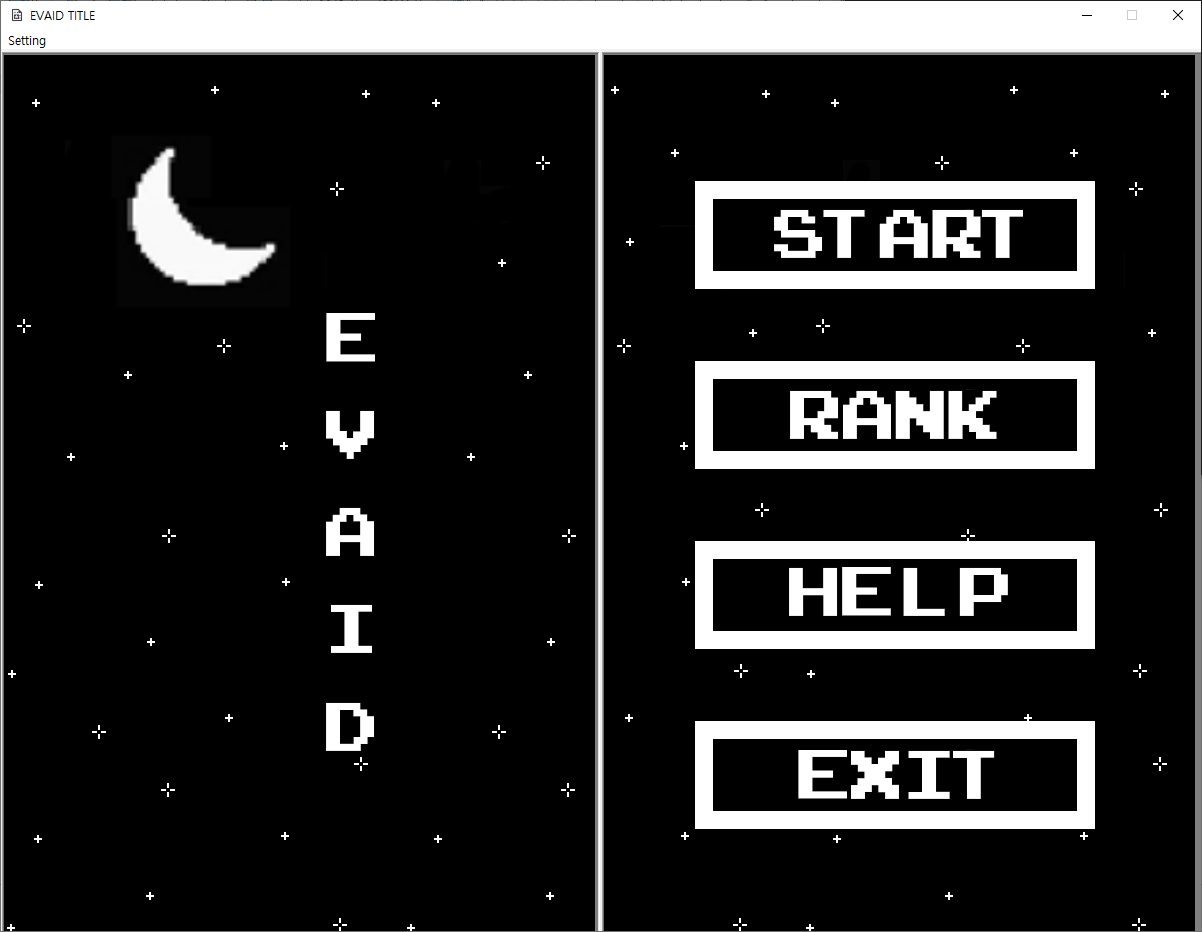 EVAID TITLE
Setting
E
V
A
I
D
START
RANK
HELP
EXIT